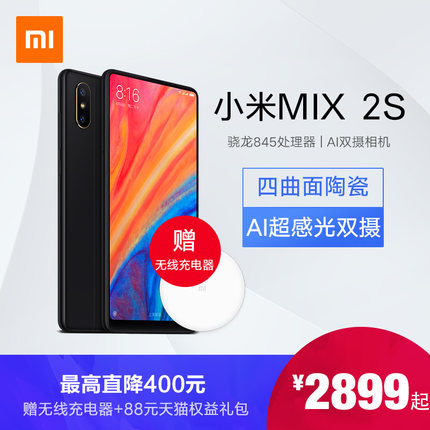 mi
小米MIX 2S
骁龙845处理器 | AI双摄相机
四曲面陶瓷
AI超感光双摄
8:16
赠
无线充电器
mi
最高直降400元
赠无线充电器+88元天猫权益礼包
¥2899起